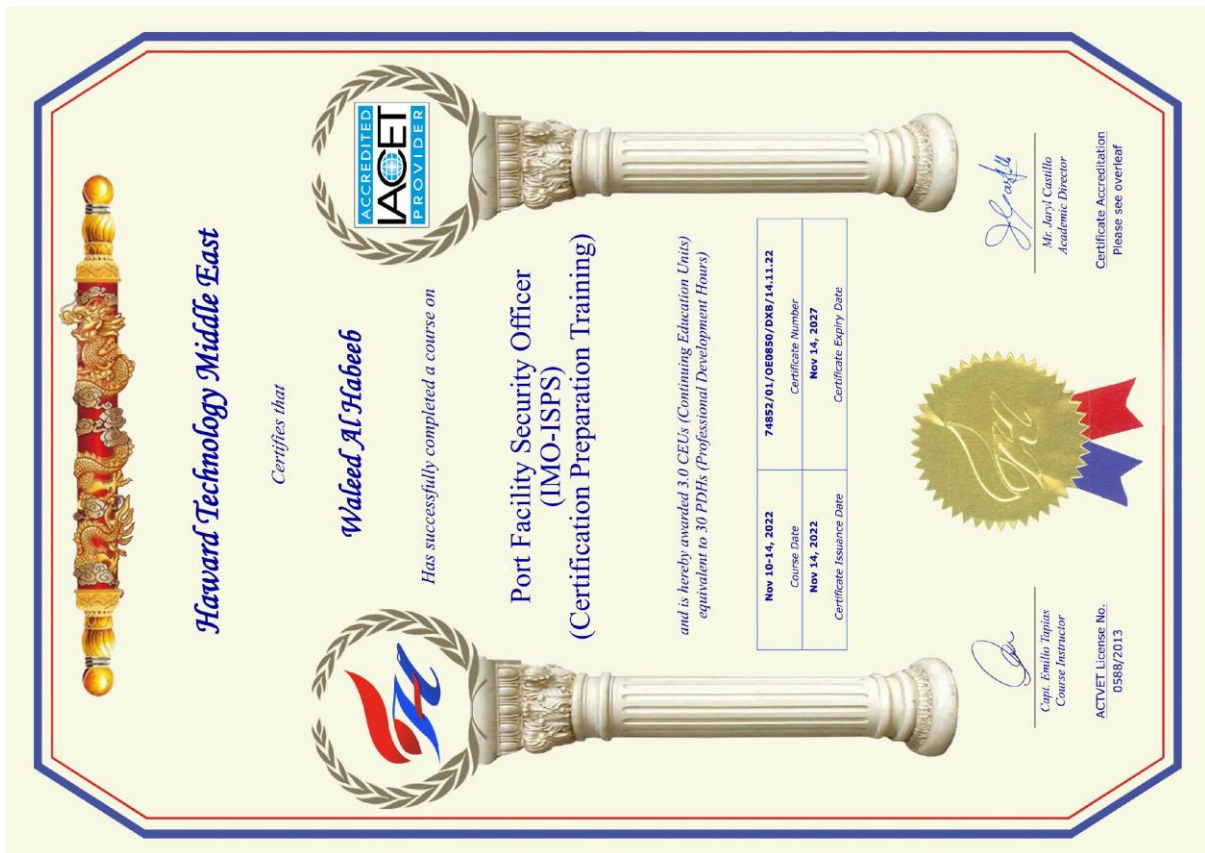 Haward Technology Middle East
Certifies that
Waleed Al Habeeb
Has successfully completed a course on
Port Facility Security Officer
(IMO-ISPS)
(Certification Preparation Training)
and is hereby awarded 3.0 CEUs (Continuing Education Units)
equivalent to 30 PDHs (Professional Development Hours)
Nov 10-14, 2022 74852/01/OE0850/DXB/14.11.22
Course Date Certificate Number
Nov 14, 2022 Nov 14, 2027
Certificate Issuance Date Certificate Expiry Date
ACCREDITED
IACET
PROVIDER
Capt. Emilio Tapias
Course Instructor
ACTVET License No.
0588/2013
Mr. Jaryl Castillo
Academic Director
Certificate Accreditation
Please see overleaf